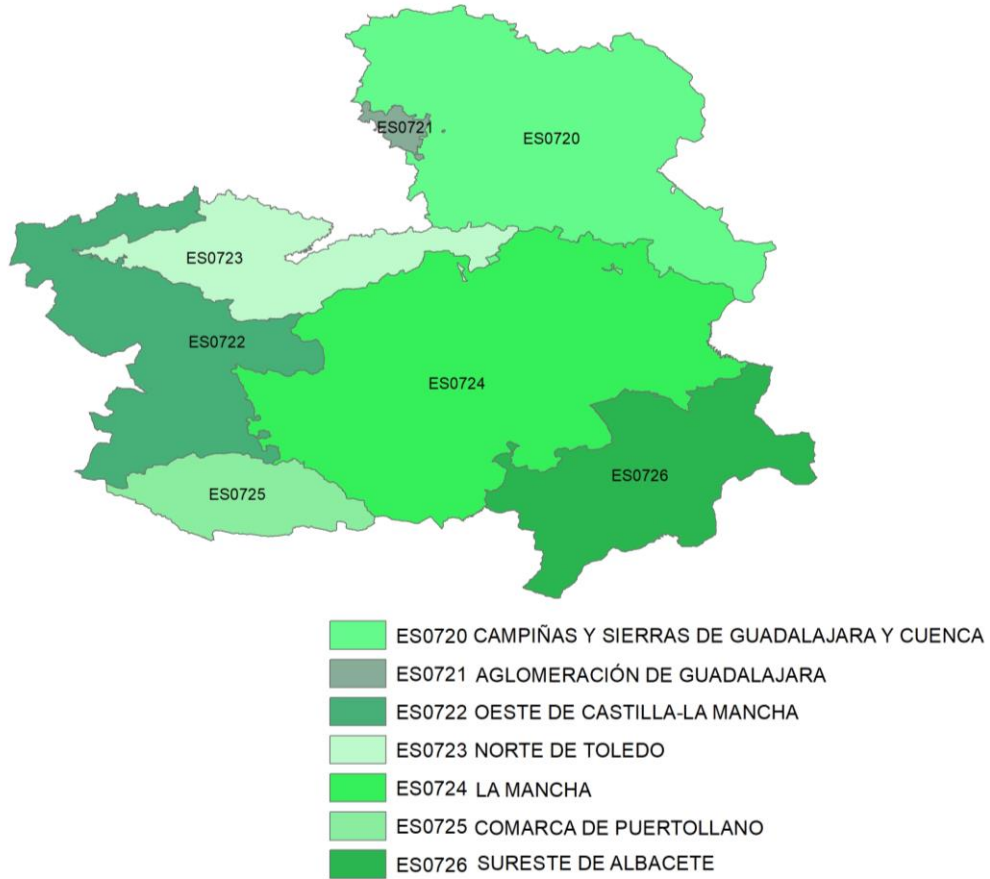 ES0721
ES0720
ES0723
ES0722
ES0724
ES0726
ES0725
ES0720 CAMPIÑAS Y SIERRAS DE GUADALAJARA Y CUENCA
ES0721 AGLOMERACIÓN DE GUADALAJARA
ES0722 OESTE DE CASTILLA-LA MANCHA
ES0723 NORTE DE TOLEDO
ES0724 LA MANCHA
ES0725 COMARCA DE PUERTOLLANO
ES0726 SURESTE DE ALBACETE